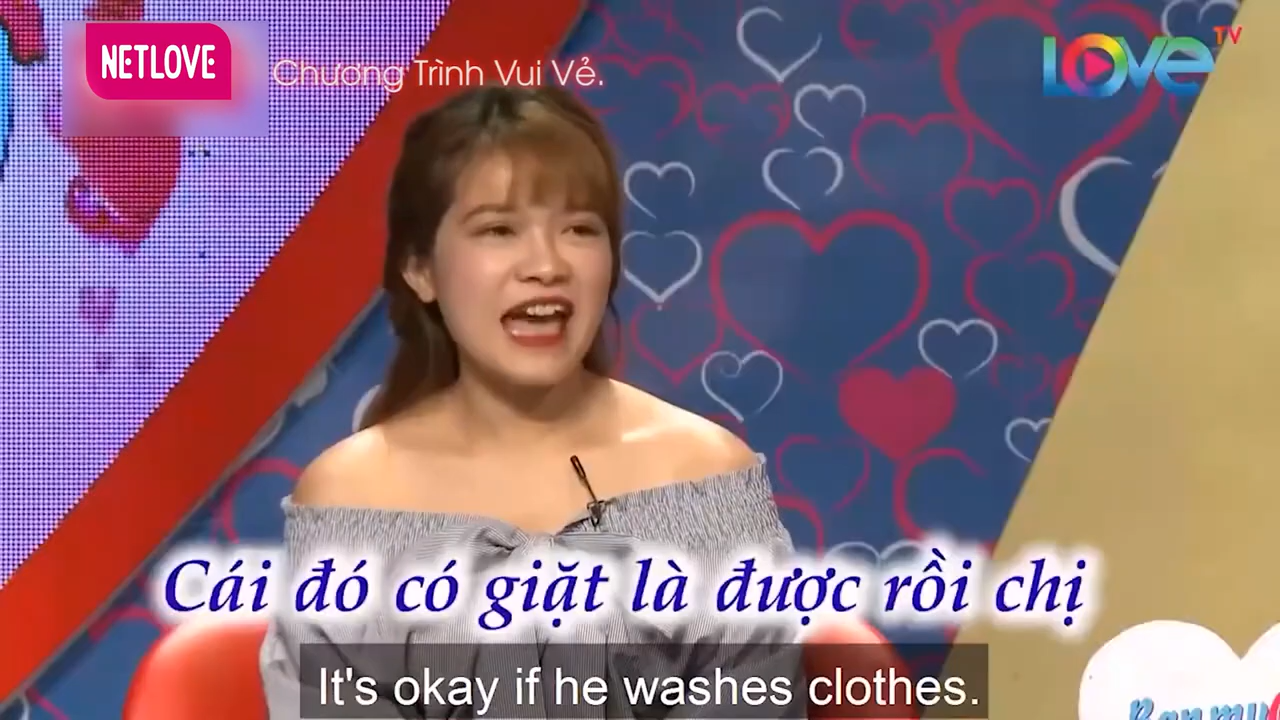 NETLOVE
Chương Trình Vui Vẻ.
LOVE TV
Cái đó có giặt là được rồi chị
It's okay if he washes clothes.